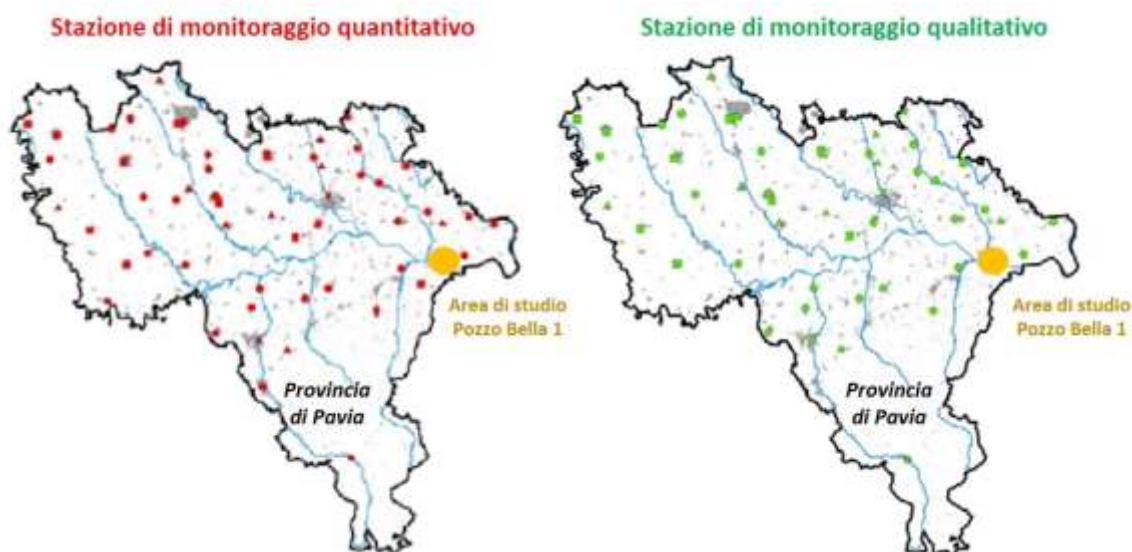 Stazione di monitoraggio quantitativo
Stazione di monitoraggio qualitativo
Area di studio
Pozzo Bella 1
Provincia
di Pavia
Area di studio
Pozzo Bella 1
Provincia
di Pavia